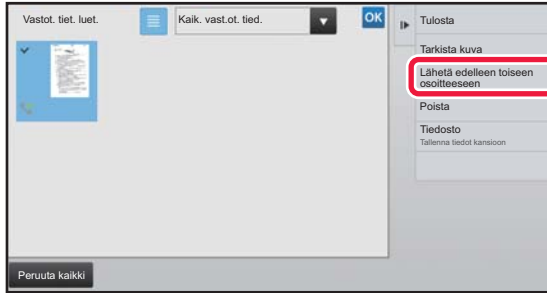 Vastot. tiet. luet.
Kaik. vast.ot. tied.
OK
Tulosta
Tarkista kuva
Lähetä edelleen toiseen
osoitteeseen
Poista
Tiedosto
Tallenna tiedot kansioon
Peruuta kaikki